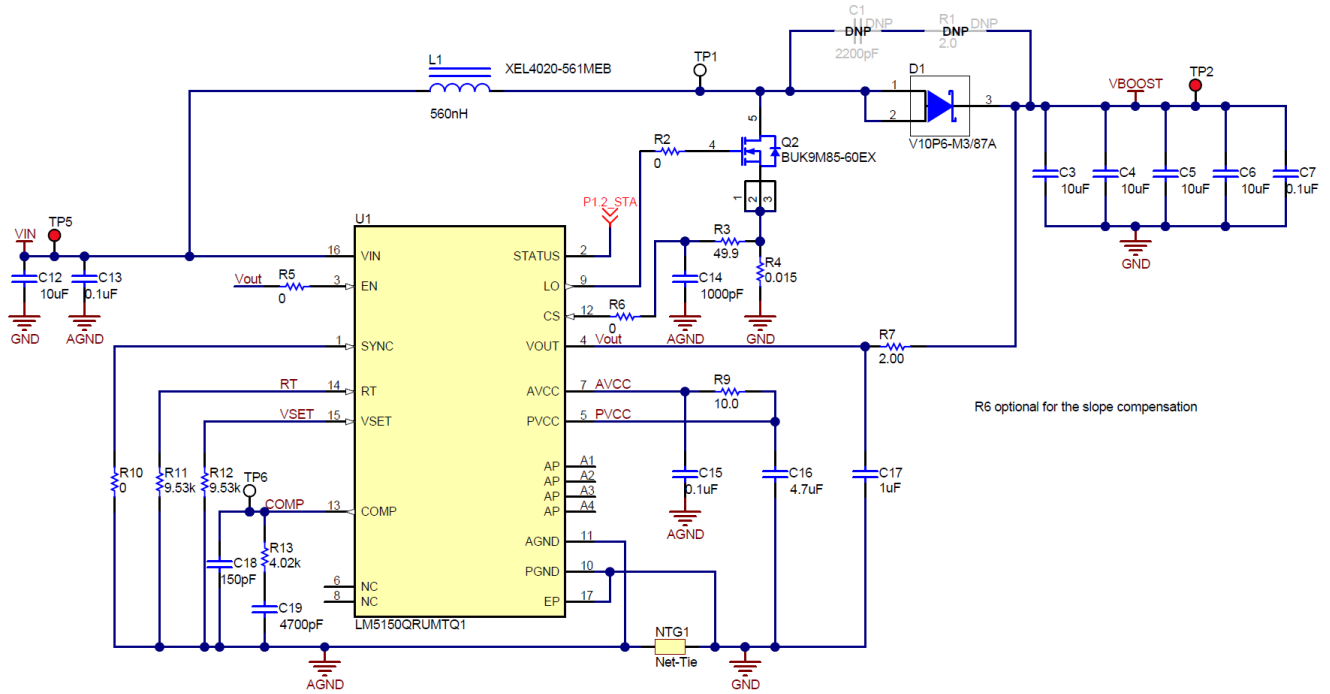 C1
DNP
DNP
2200pF
R1
DNP
DNP
2.0
L1
XEL4020-561MEB
560nH
TP1
D1
1
2
3
V10P6-M3/87A
VBOOST
TP2
C3
10uF
C4
10uF
C5
10uF
C6
10uF
C7
0.1uF
GND
R2
0
4
5
Q2
BUK9M85-60EX
1
2
3
P1.2_STA
R3
49.9
R4
0.015
C14
1000pF
R6
0
AGND
GND
VIN
TP5
C12
10uF
C13
0.1uF
GND
AGND
Vout
R5
0
U1
16
VIN
3
EN
1
SYNC
RT
14
RT
VSET
15
VSET
COMP
13
COMP
6
NC
8
NC
STATUS
2
LO
9
CS
12
VOUT
4
Vout
AVCC
7
AVCC
PVCC
5
PVCC
AP
A1
AP
A2
AP
A3
AP
A4
AGND
11
PGND
10
EP
17
LM5150QRUMTQ1
R7
2.00
R9
10.0
R6 optional for the slope compensation
C15
0.1uF
AGND
C16
4.7uF
C17
1uF
R10
0
R11
9.53k
R12
9.53k
TP6
R13
4.02k
C18
150pF
C19
4700pF
AGND
NTG1
Net-Tie
GND